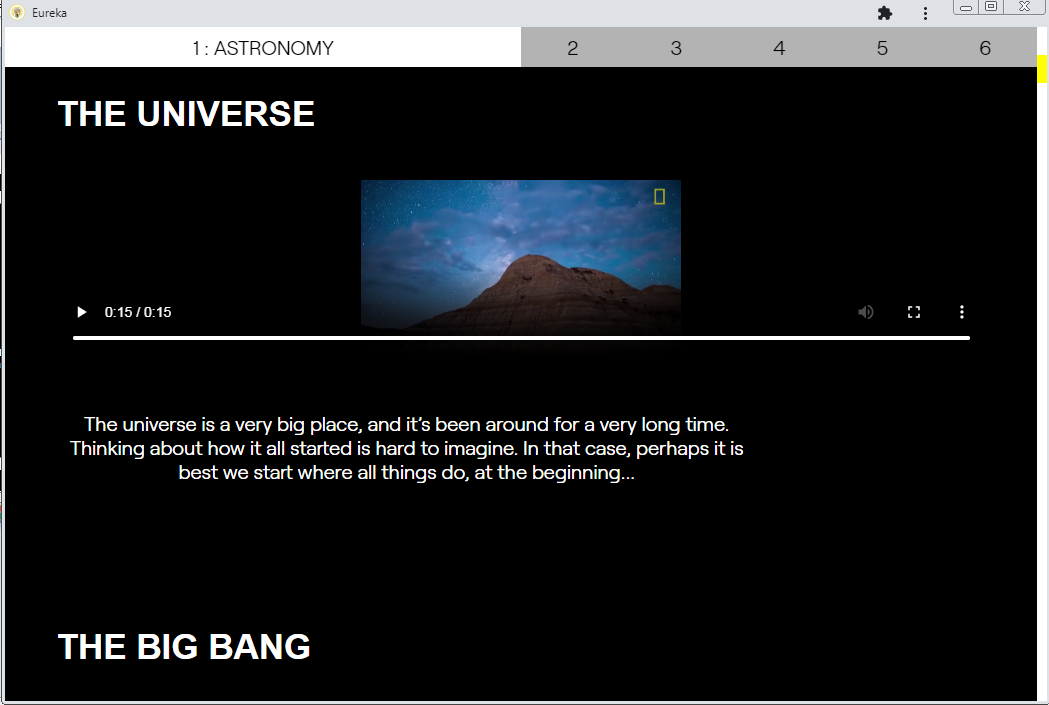 Eureka
1 : ASTRONOMY
2
3
4
5
6
THE UNIVERSE
0:15 / 0:15
The universe is a very big place, and it's been around for a very long time.
Thinking about how it all started is hard to imagine. In that case, perhaps it is
best we start where all things do, at the beginning...
THE BIG BANG